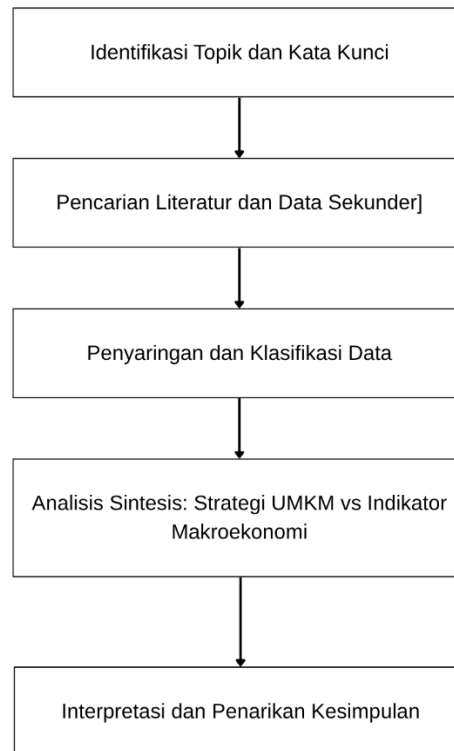 Identifikasi Topik dan Kata Kunci
Pencarian Literatur dan Data Sekunder]
Penyaringan dan Klasifikasi Data
Analisis Sintesis: Strategi UMKM vs Indikator
Makroekonomi
Interpretasi dan Penarikan Kesimpulan